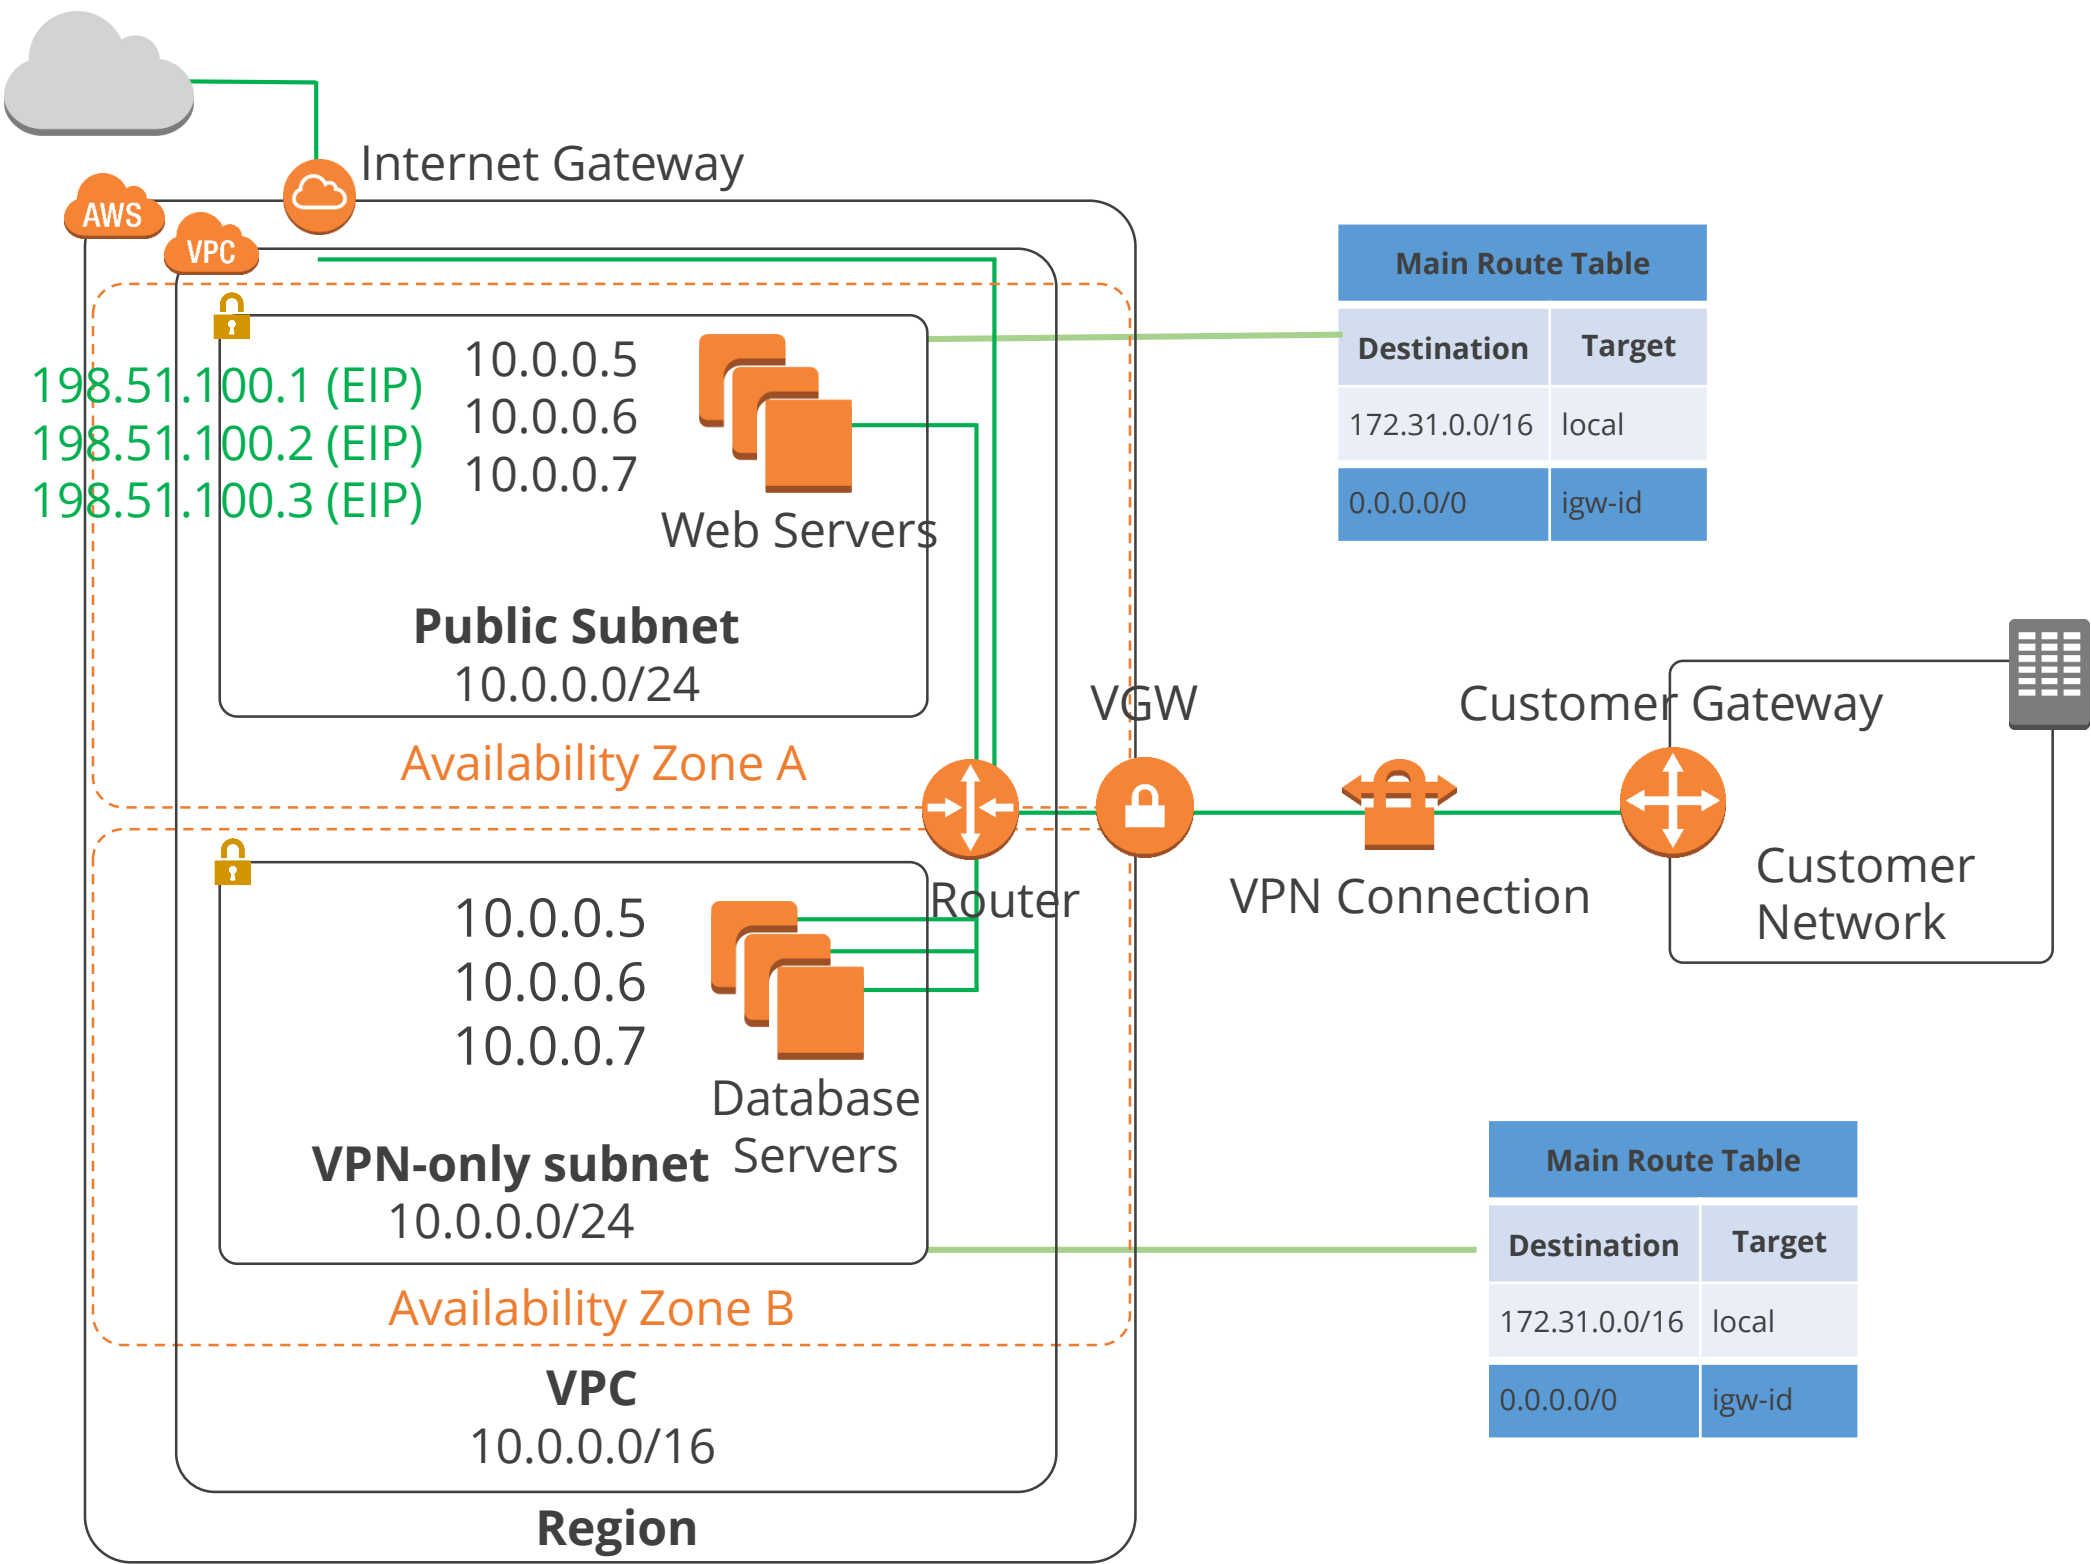 Internet Gateway
AWS
VPC
198.51.100.1 (EIP)
198.51.100.2 (EIP)
198.51.100.3 (EIP)
10.0.0.5
10.0.0.6
10.0.0.7
Web Servers
Public Subnet
10.0.0.0/24
Availability Zone A
Main Route Table
Destination Target
172.31.0.0/16 local
0.0.0.0/0 igw-id
VGW
Customer Gateway
Router
VPN Connection
Customer
Network
10.0.0.5
10.0.0.6
10.0.0.7
Database
Servers
VPN-only subnet
10.0.0.0/24
Availability Zone B
Main Route Table
Destination Target
172.31.0.0/16 local
0.0.0.0/0 igw-id
VPC
10.0.0.0/16
Region